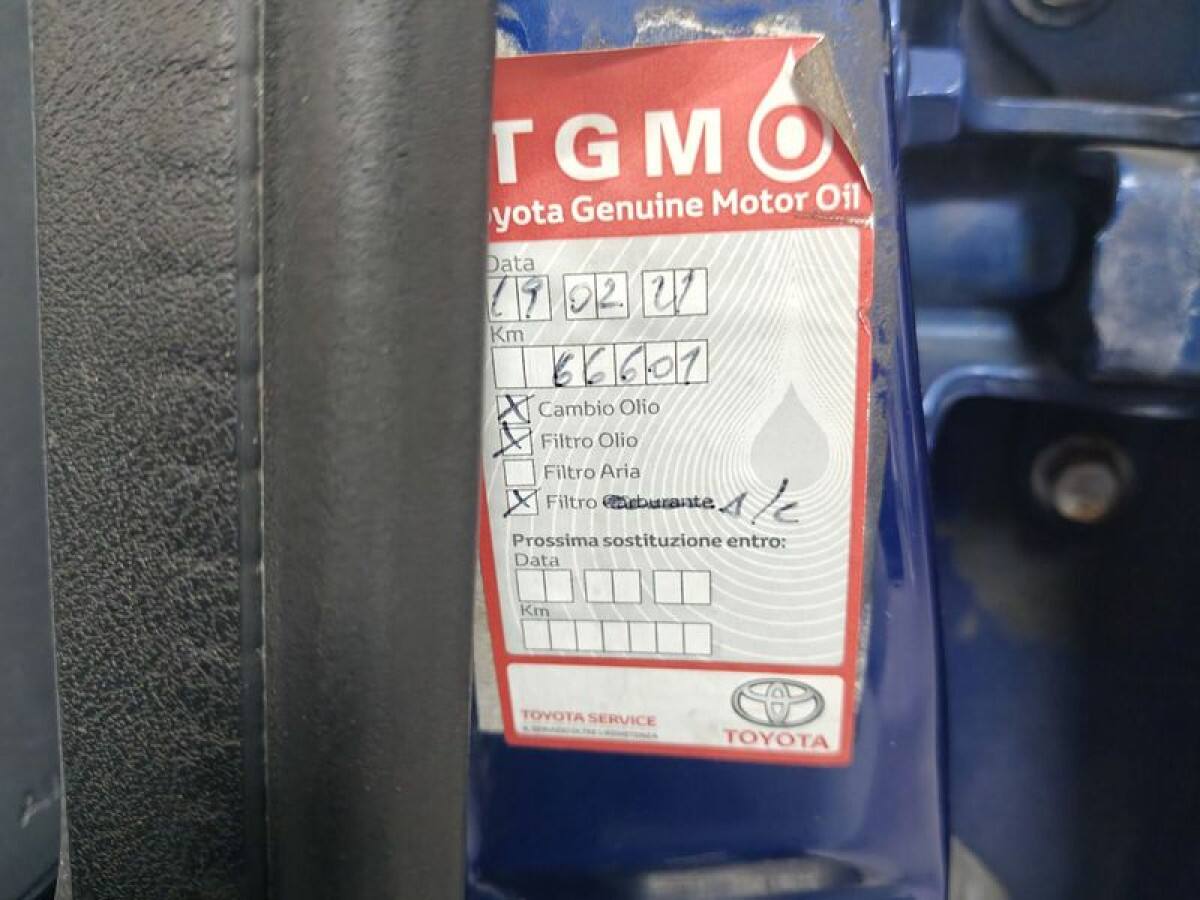 TGMO
oyota Genuine Motor Oil
Data
19 02 21
Km
66601
X Cambio Olio
X Filtro Olio
Filtro Aria
X Filtro Carburante A/C
Prossima sostituzione entro:
Data
Km
TOYOTA SERVICE
TOYOTA